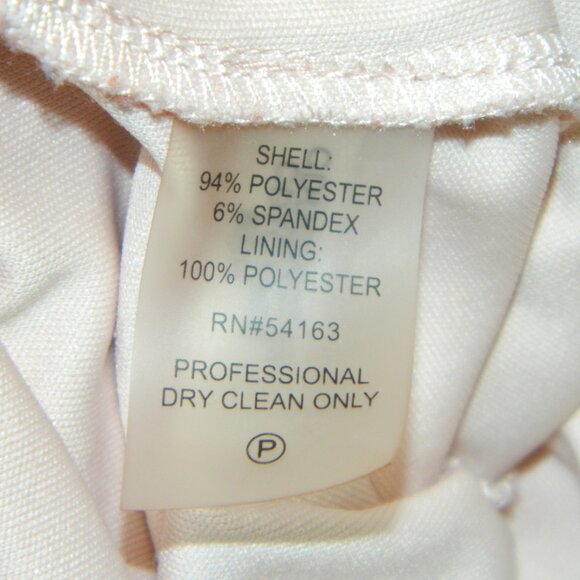 SHELL:
94% POLYESTER
6% SPANDEX
LINING:
100% POLYESTER
RN#54163
PROFESSIONAL
DRY CLEAN ONLY
P